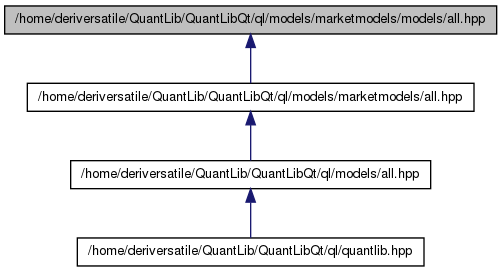 /home/deriversatile/QuantLib/QuantLibQt/ql/models/marketmodels/models/all.hpp
/home/deriversatile/QuantLib/QuantLibQt/ql/models/marketmodels/all.hpp
/home/deriversatile/QuantLib/QuantLibQt/ql/models/all.hpp
/home/deriversatile/QuantLib/QuantLibQt/ql/quantlib.hpp